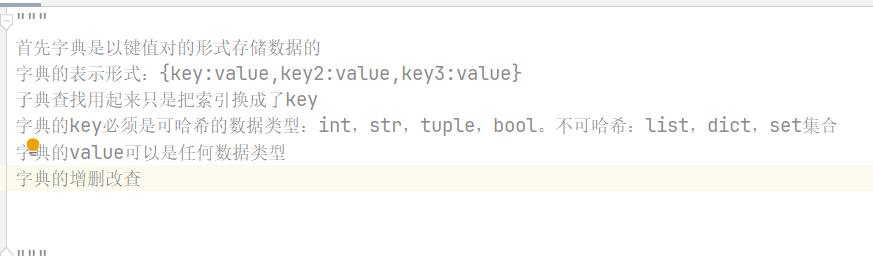 """
首先字典是以键值对的形式存储数据的
字典的表示形式：{key:value,key2:value,key3:value}
子典查找用起来只是把索引换成了key
字典的key必须是可哈希的数据类型：int，str，tuple，bool。不可哈希：list，dict，set集合
字典的value可以是任何数据类型
字典的增删改查
"""